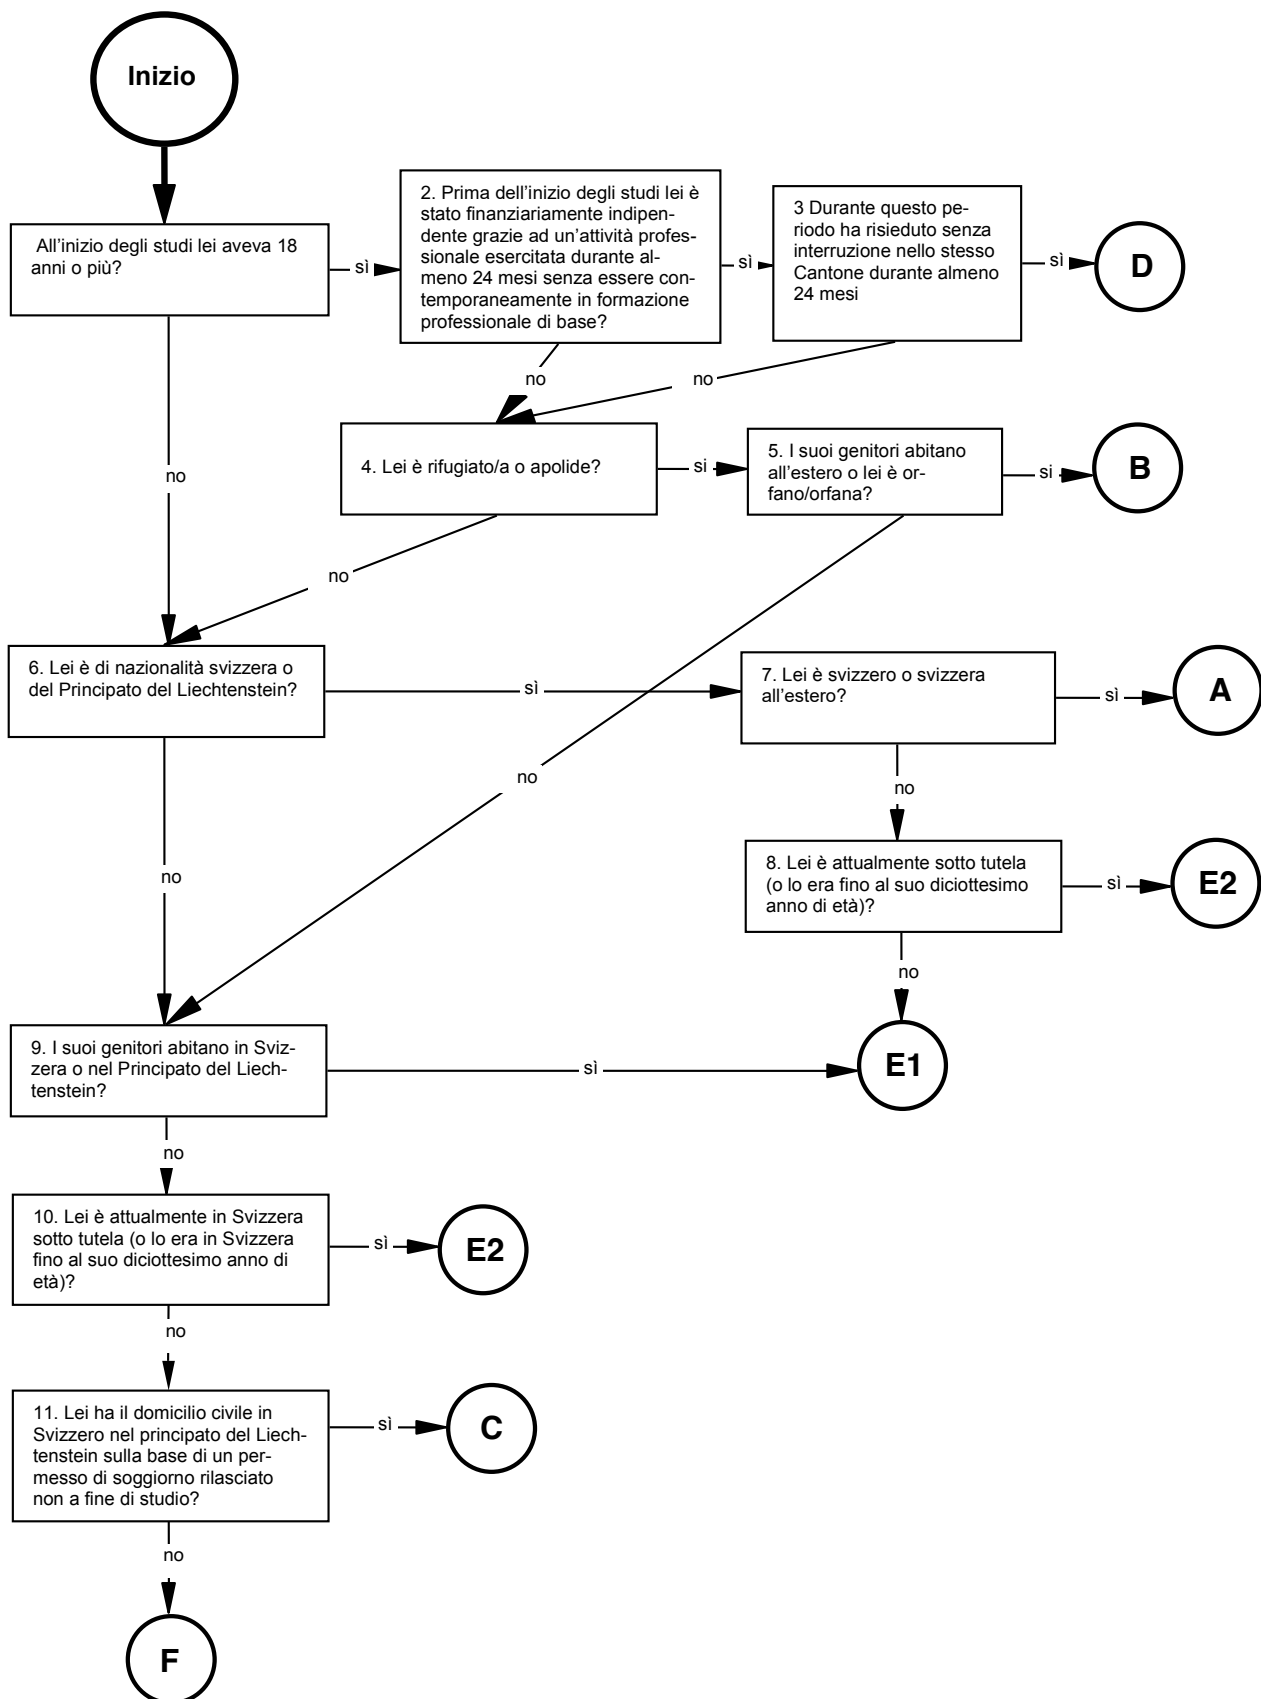 Inizio
All'inizio degli studi lei aveva 18
anni o più?
sì
2. Prima dell'inizio degli studi lei è
stato finanziariamente indipen-
dente grazie ad un'attività profes-
sionale esercitata durante al-
meno 24 mesi senza essere con-
temporaneamente in formazione
professionale di base?
sì
3 Durante questo pe-
riodo ha risieduto senza
interruzione nello stesso
Cantone durante almeno
24 mesi
sì
D
no
no
no
4. Lei è rifugiato/a o apolide?
si
5. I suoi genitori abitano
all'estero o lei è or-
fano/orfana?
si
B
no
no
6. Lei è di nazionalità svizzera o
del Principato del Liechtenstein?
sì
7. Lei è svizzero o svizzera
all'estero?
sì
A
no
no
8. Lei è attualmente sotto tutela
(o lo era fino al suo diciottesimo
anno di età)?
sì
E2
no
9. I suoi genitori abitano in Sviz-
zera o nel Principato del Liech-
tenstein?
sì
E1
no
10. Lei è attualmente in Svizzera
sotto tutela (o lo era in Svizzera
fino al suo diciottesimo anno di
età)?
sì
E2
no
11. Lei ha il domicilio civile in
Svizzero nel principato del Liech-
tenstein sulla base di un per-
messo di soggiorno rilasciato
non a fine di studio?
sì
C
no
F